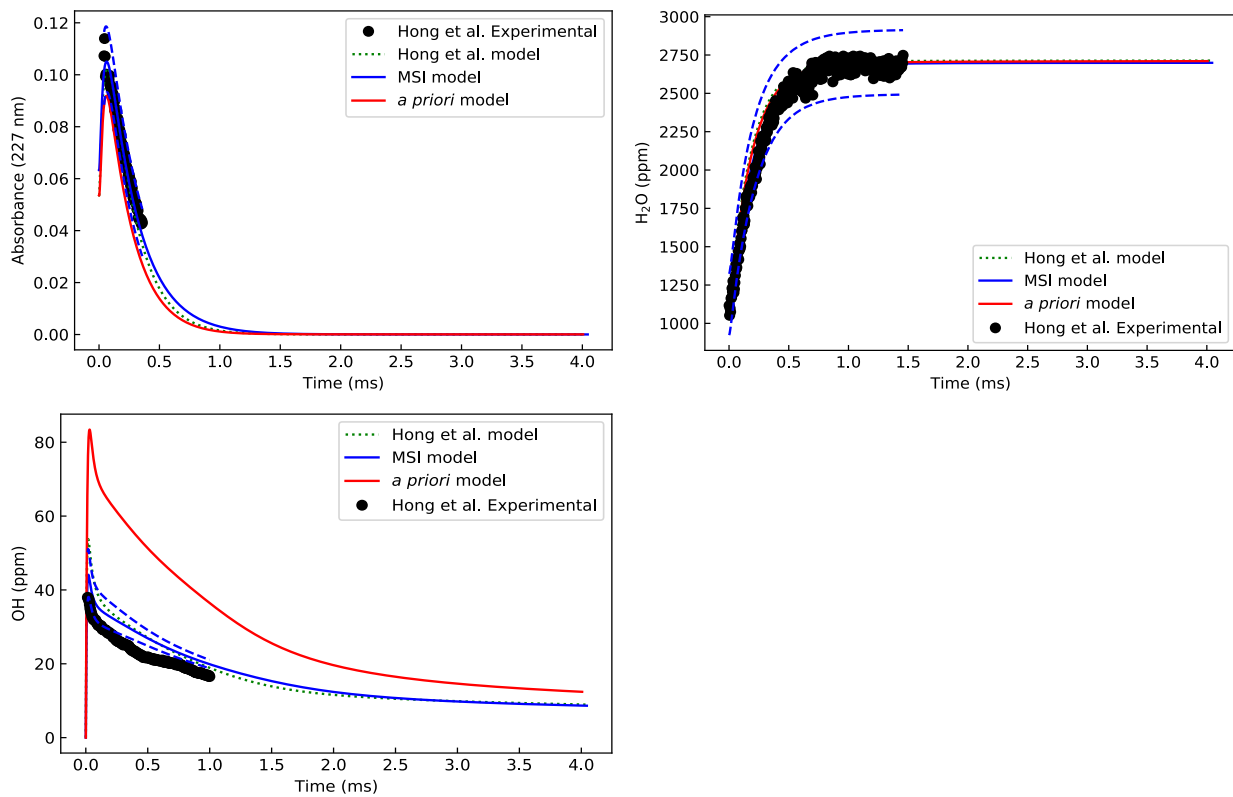 0.12
0.10
0.08
0.06
0.04
0.02
0.00
Absorbance (227 nm)
0.0 0.5 1.0 1.5 2.0 2.5 3.0 3.5 4.0
Time (ms)
Hong et al. Experimental
Hong et al. model
MSI model
a priori model
3000
2750
2500
2250
2000
1750
1500
1250
1000
H₂O (ppm)
0.0 0.5 1.0 1.5 2.0 2.5 3.0 3.5 4.0
Time (ms)
Hong et al. model
MSI model
a priori model
Hong et al. Experimental
80
60
40
20
0
OH (ppm)
0.0 0.5 1.0 1.5 2.0 2.5 3.0 3.5 4.0
Time (ms)
Hong et al. model
MSI model
a priori model
Hong et al. Experimental